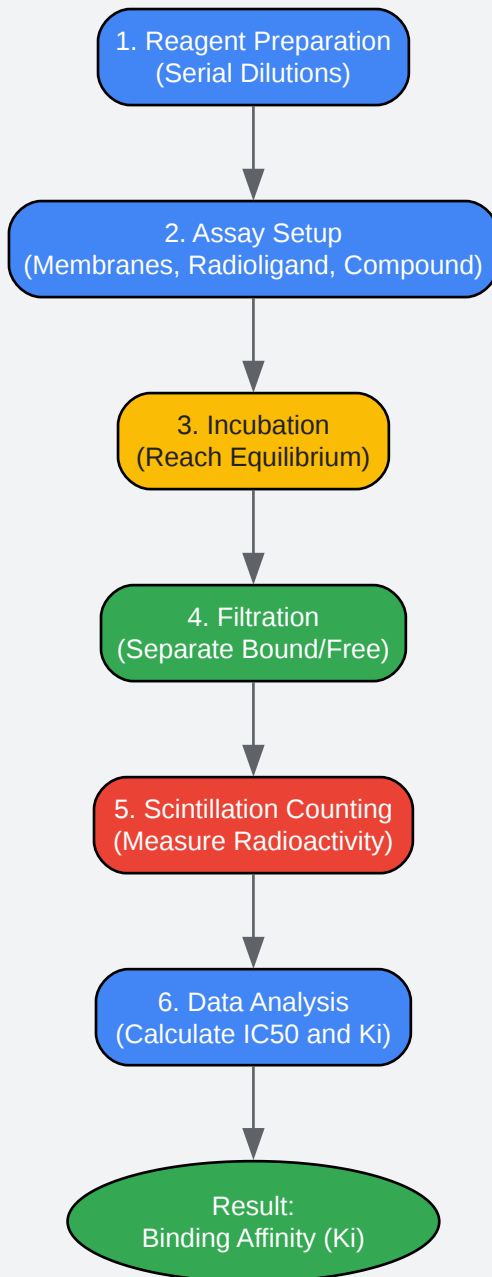 1. Reagent Preparation
(Serial Dilutions)
2. Assay Setup
(Membranes, Radioligand, Compound)
3. Incubation
(Reach Equilibrium)
4. Filtration
(Separate Bound/Free)
5. Scintillation Counting
(Measure Radioactivity)
6. Data Analysis
(Calculate IC50 and Ki)
Result:
Binding Affinity (Ki)